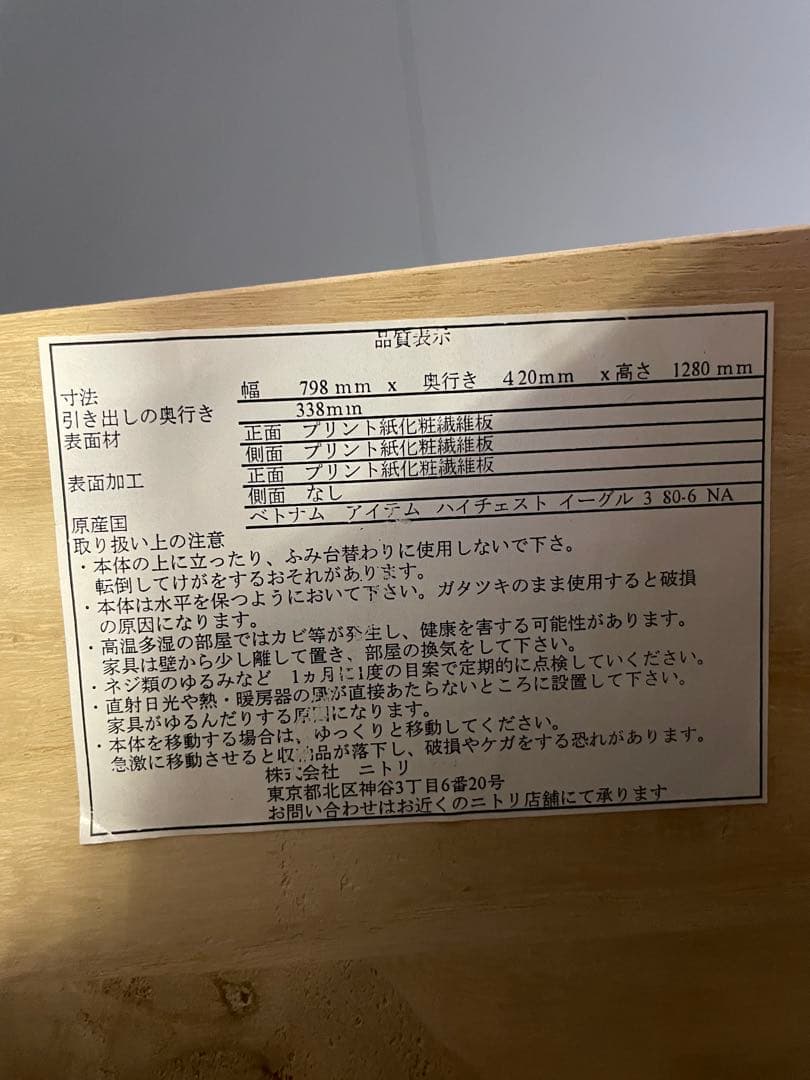 品質表示
寸法 幅 798 mm x 奥行き 420mm x 高さ 1280 mm
引き出しの奥行き 338mm
表面材 正面 プリント紙化粧繊維板
側面 プリント紙化粧繊維板
表面加工 正面 プリント紙化粧繊維板
側面 なし
原産国 ベトナム アイテム ハイチェスト イーグル 3 80-6 NA
取り扱い上の注意
・本体の上に立ったり、ふみ台替わりに使用しないで下さ。
転倒してけがをするおそれがあります。
・本体は水平を保つようにおいて下さい。ガタツキのまま使用すると破損
の原因になります。
・高温多湿の部屋ではカビ等が発生し、健康を害する可能性があります。
家具は壁から少し離して置き、部屋の換気をして下さい。
・ネジ類のゆるみなど 1ヵ月に1度の目案で定期的に点検していください。
・直射日光や熱・暖房器の風が直接あたらないところに設置して下さい。
家具がゆるんだりする原因になります。
・本体を移動する場合は、ゆっくりと移動してください。
急激に移動させると収納品が落下し、破損やケガをする恐れがあります。
株式会社 ニトリ
東京都北区神谷3丁目6番20号
お問い合わせはお近くのニトリ店舗にて承ります